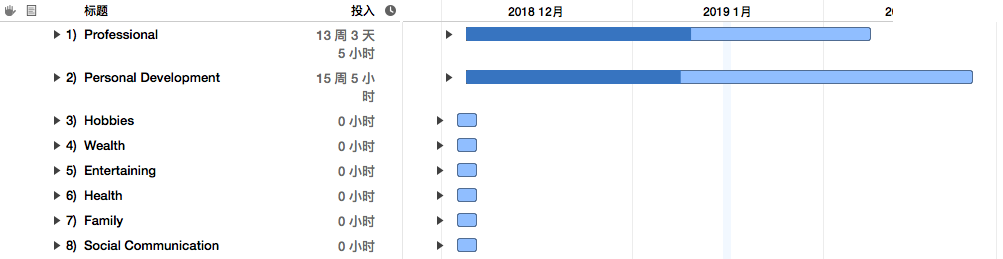 标题 投入 2018 12月 2019 1月
1) Professional 13 周 3 天
5 小时
2) Personal Development 15 周 5 小
时
3) Hobbies 0 小时
4) Wealth 0 小时
5) Entertaining 0 小时
6) Health 0 小时
7) Family 0 小时
8) Social Communication 0 小时